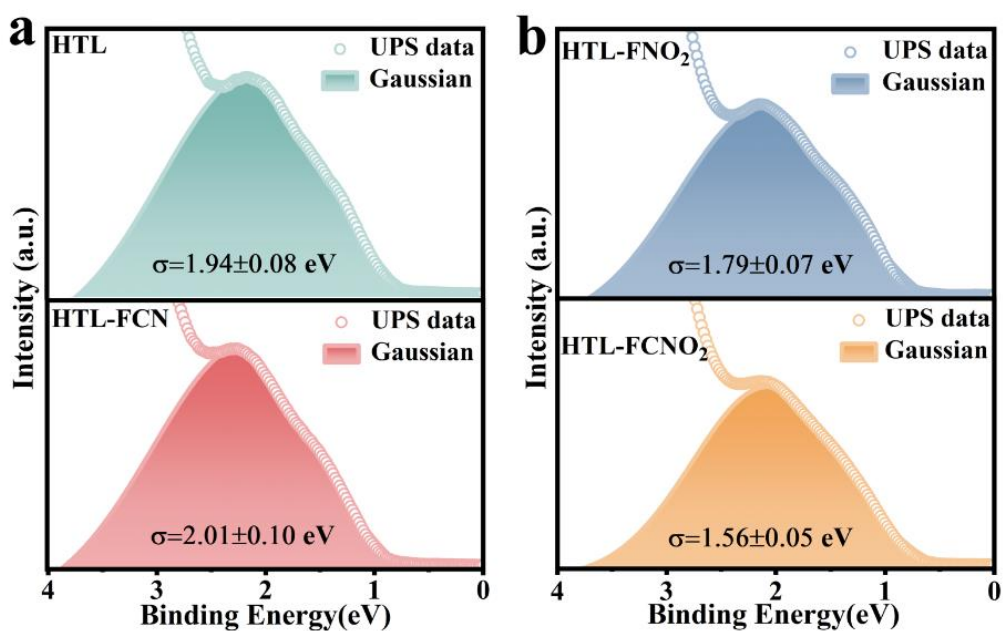 a
HTL
UPS data
Gaussian
σ=1.94±0.08 eV
HTL-FCN
UPS data
Gaussian
σ=2.01±0.10 eV
Intensity (a.u.)
4 3 2 1 0
Binding Energy(eV)
b
HTL-FNO₂
UPS data
Gaussian
σ=1.79±0.07 eV
HTL-FCNO₂
UPS data
Gaussian
σ=1.56±0.05 eV
Intensity (a.u.)
4 3 2 1 0
Binding Energy(eV)